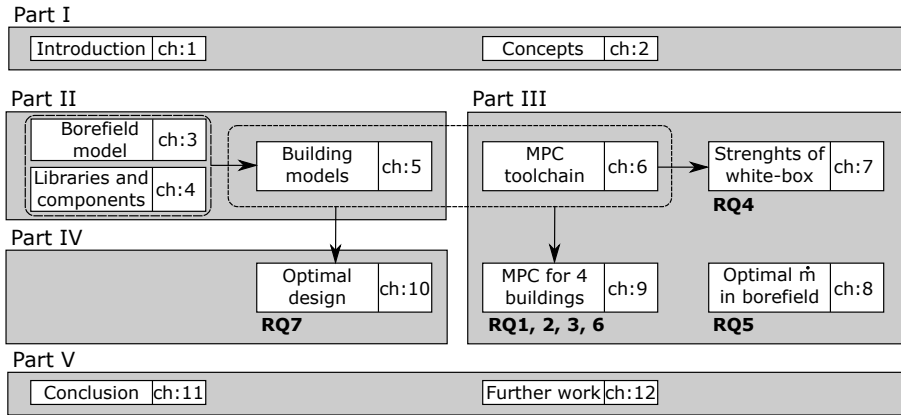 Part I
Introduction ch:1
Concepts ch:2
Part II
Borefield
model
ch:3
Libraries and
components
ch:4
Building
models
ch:5
Part III
MPC
toolchain
ch:6
Strenghts of
white-box
ch:7
RQ4
Part IV
Optimal
design
ch:10
RQ7
MPC for 4
buildings
ch:9
RQ1, 2, 3, 6
Optimal ṁ
in borefield
ch:8
RQ5
Part V
Conclusion ch:11
Further work ch:12